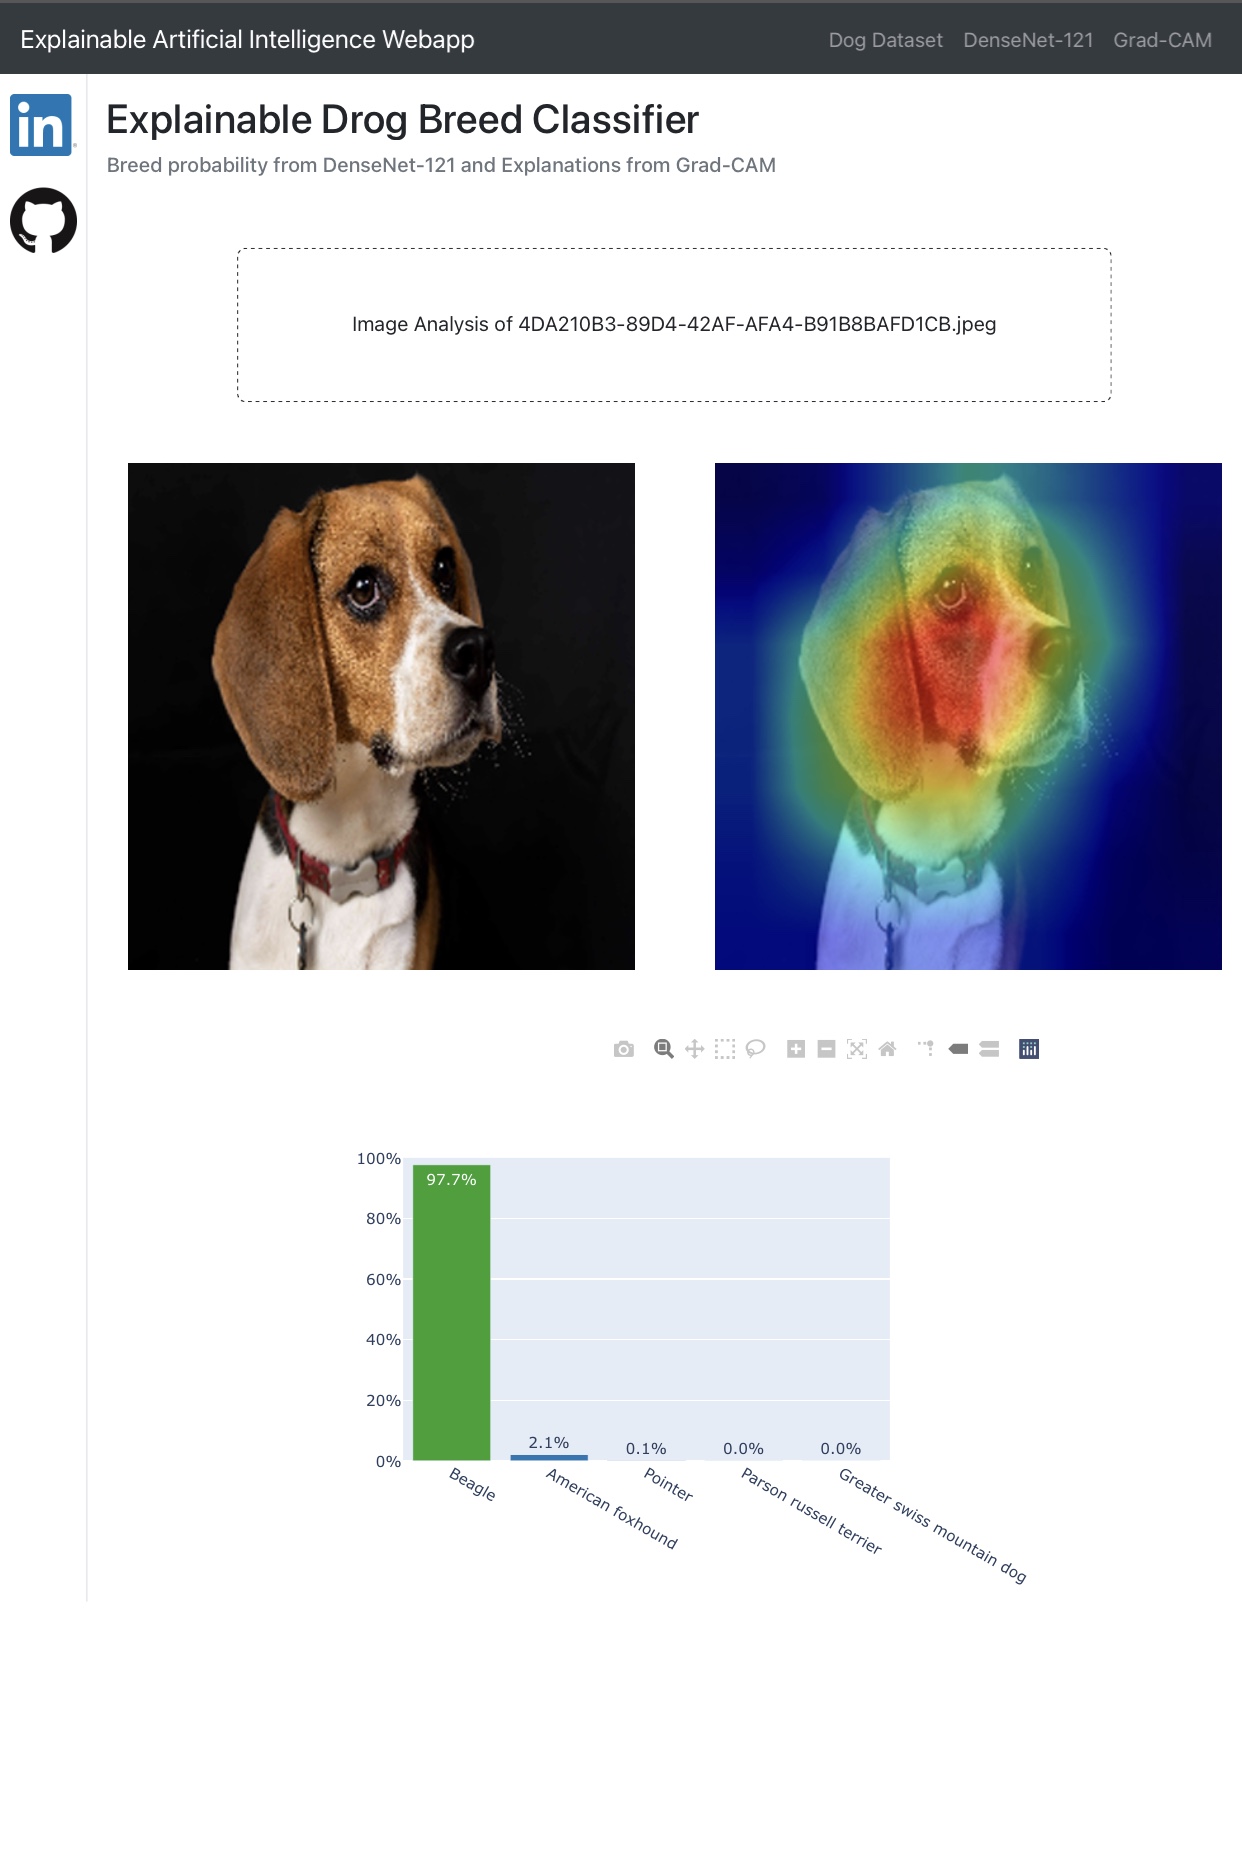 Explainable Artificial Intelligence Webapp
Dog Dataset DenseNet-121 Grad-CAM
in
Explainable Drog Breed Classifier
Breed probability from DenseNet-121 and Explanations from Grad-CAM
Image Analysis of 4DA210B3-89D4-42AF-AFA4-B91B8BAFD1CB.jpeg
100%
80%
60%
40%
20%
0%
97.7%
2.1%
0.1%
0.0%
0.0%
Beagle
American foxhound
Pointer
Parson russell terrier
Greater swiss mountain dog